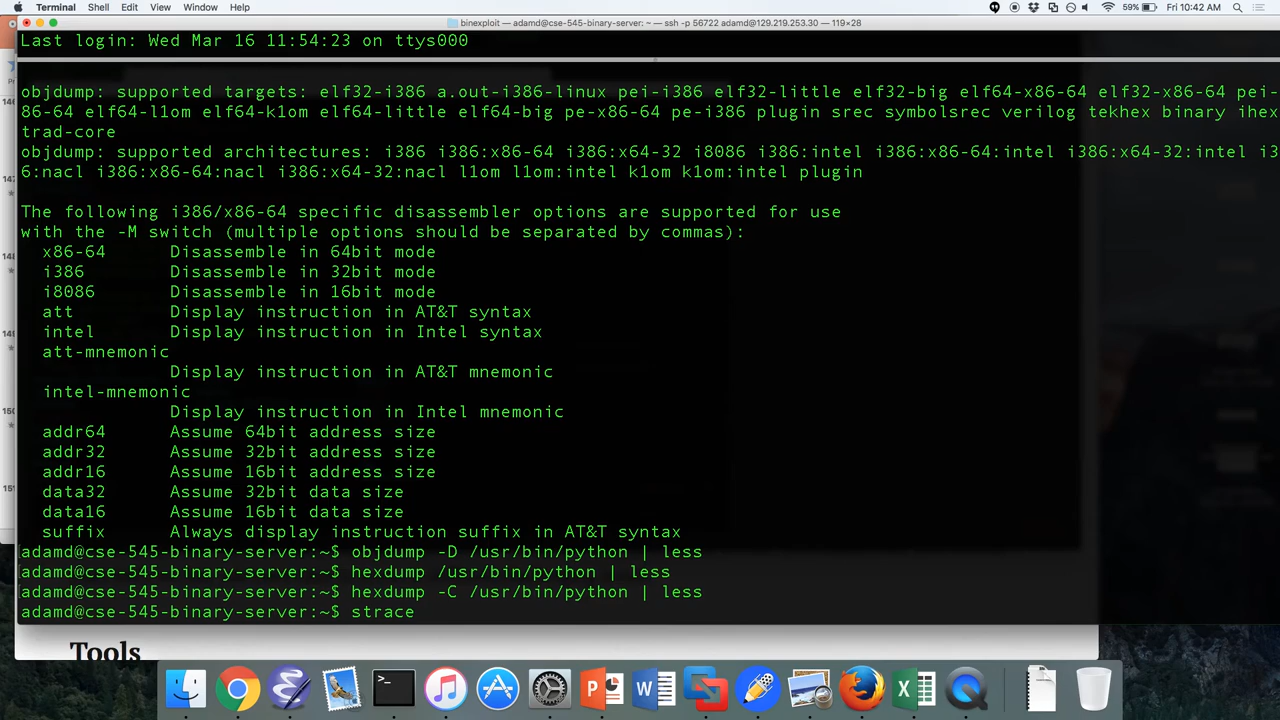 Terminal Shell Edit View Window Help 59% Fri 10:42 AM
binexploit — adamd@cse-545-binary-server: ~ — ssh -p 56722 adamd@129.219.253.30 — 119×28
Last login: Wed Mar 16 11:54:23 on ttys000
objdump: supported targets: elf32-i386 a.out-i386-linux pei-i386 elf32-little elf32-big elf64-x86-64 elf32-x86-64 pei-
86-64 elf64-l1om elf64-k1om elf64-little elf64-big pe-x86-64 pe-i386 plugin srec symbolsrec verilog tekhex binary ihex
trad-core
objdump: supported architectures: i386 i386:x86-64 i386:x64-32 i8086 i386:intel i386:x86-64:intel i386:x64-32:intel i3
6:nacl i386:x86-64:nacl i386:x64-32:nacl l1om l1om:intel k1om k1om:intel plugin
The following i386/x86-64 specific disassembler options are supported for use
with the -M switch (multiple options should be separated by commas):
x86-64 Disassemble in 64bit mode
i386 Disassemble in 32bit mode
i8086 Disassemble in 16bit mode
att Display instruction in AT&T syntax
intel Display instruction in Intel syntax
att-mnemonic
Display instruction in AT&T mnemonic
intel-mnemonic
Display instruction in Intel mnemonic
addr64 Assume 64bit address size
addr32 Assume 32bit address size
addr16 Assume 16bit address size
data32 Assume 32bit data size
data16 Assume 16bit data size
suffix Always display instruction suffix in AT&T syntax
adamd@cse-545-binary-server:~$ objdump -D /usr/bin/python | less
adamd@cse-545-binary-server:~$ hexdump /usr/bin/python | less
adamd@cse-545-binary-server:~$ hexdump -C /usr/bin/python | less
adamd@cse-545-binary-server:~$ strace
Tools